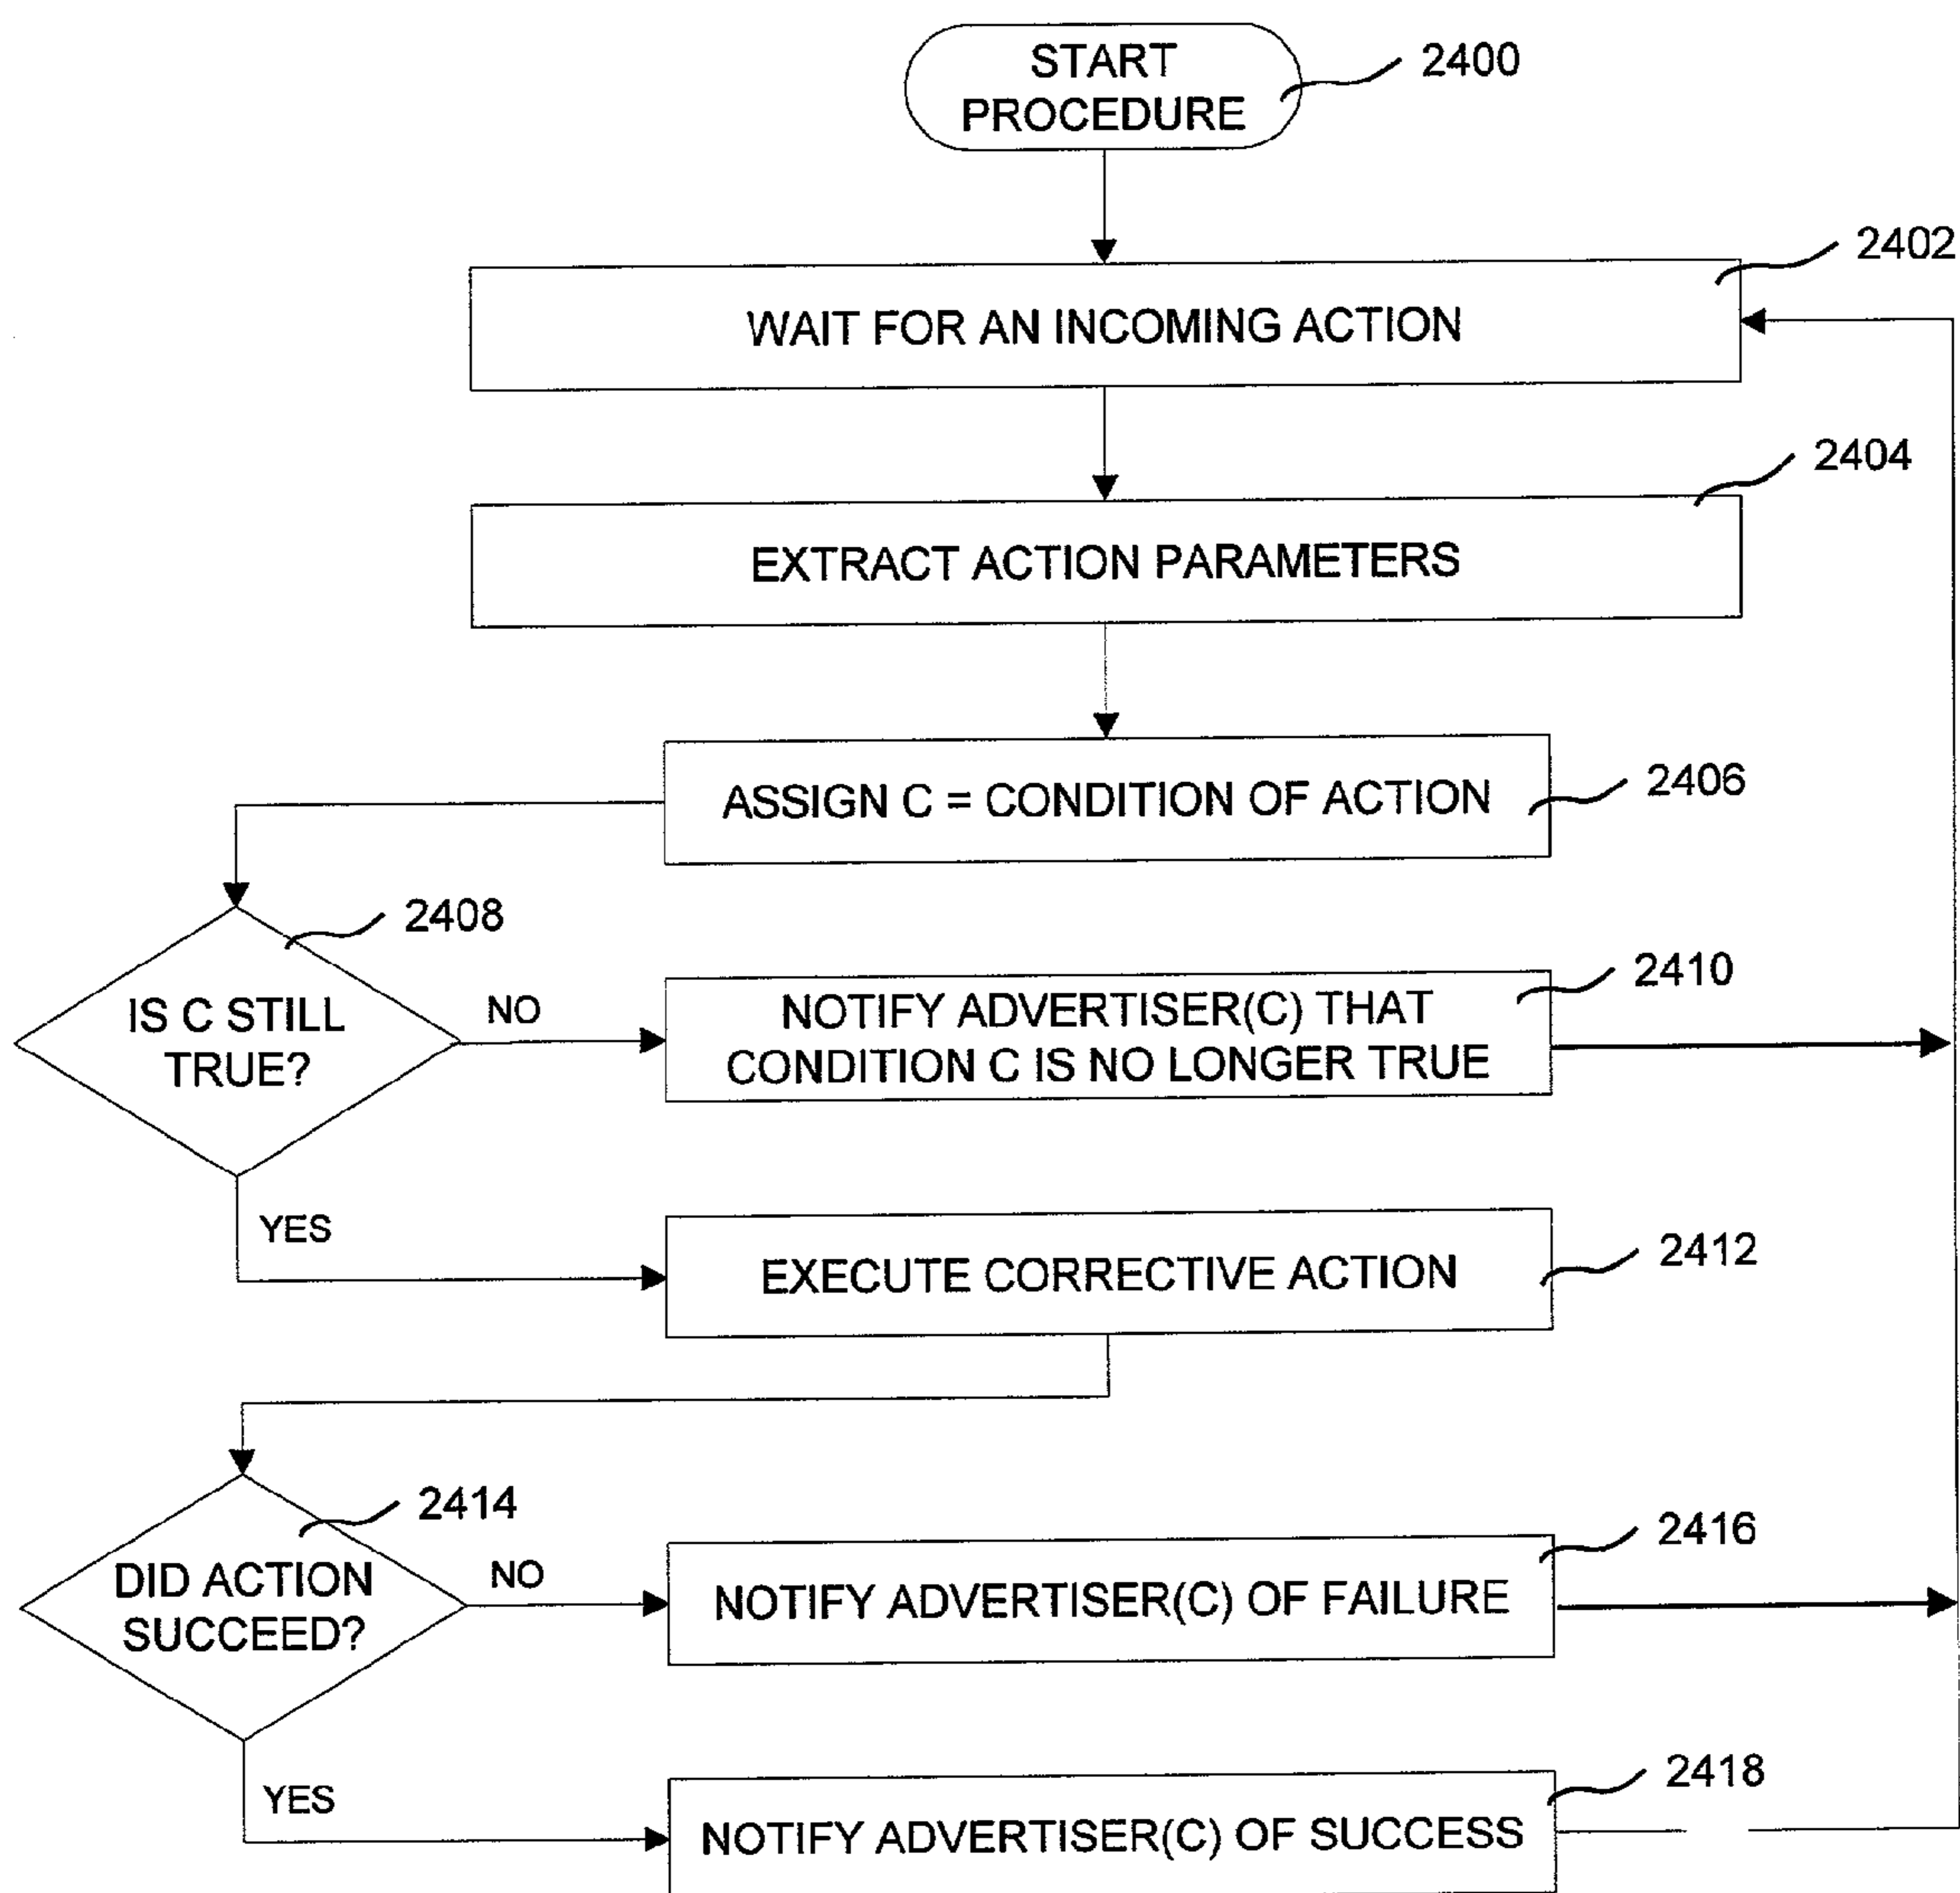 START
PROCEDURE
2400
2402
WAIT FOR AN INCOMING ACTION
2404
EXTRACT ACTION PARAMETERS
ASSIGN C = CONDITION OF ACTION
2406
2408
IS C STILL
TRUE?
NO
2410
NOTIFY ADVERTISER(C) THAT
CONDITION C IS NO LONGER TRUE
YES
EXECUTE CORRECTIVE ACTION
2412
2414
DID ACTION
SUCCEED?
NO
2416
NOTIFY ADVERTISER(C) OF FAILURE
YES
2418
NOTIFY ADVERTISER(C) OF SUCCESS